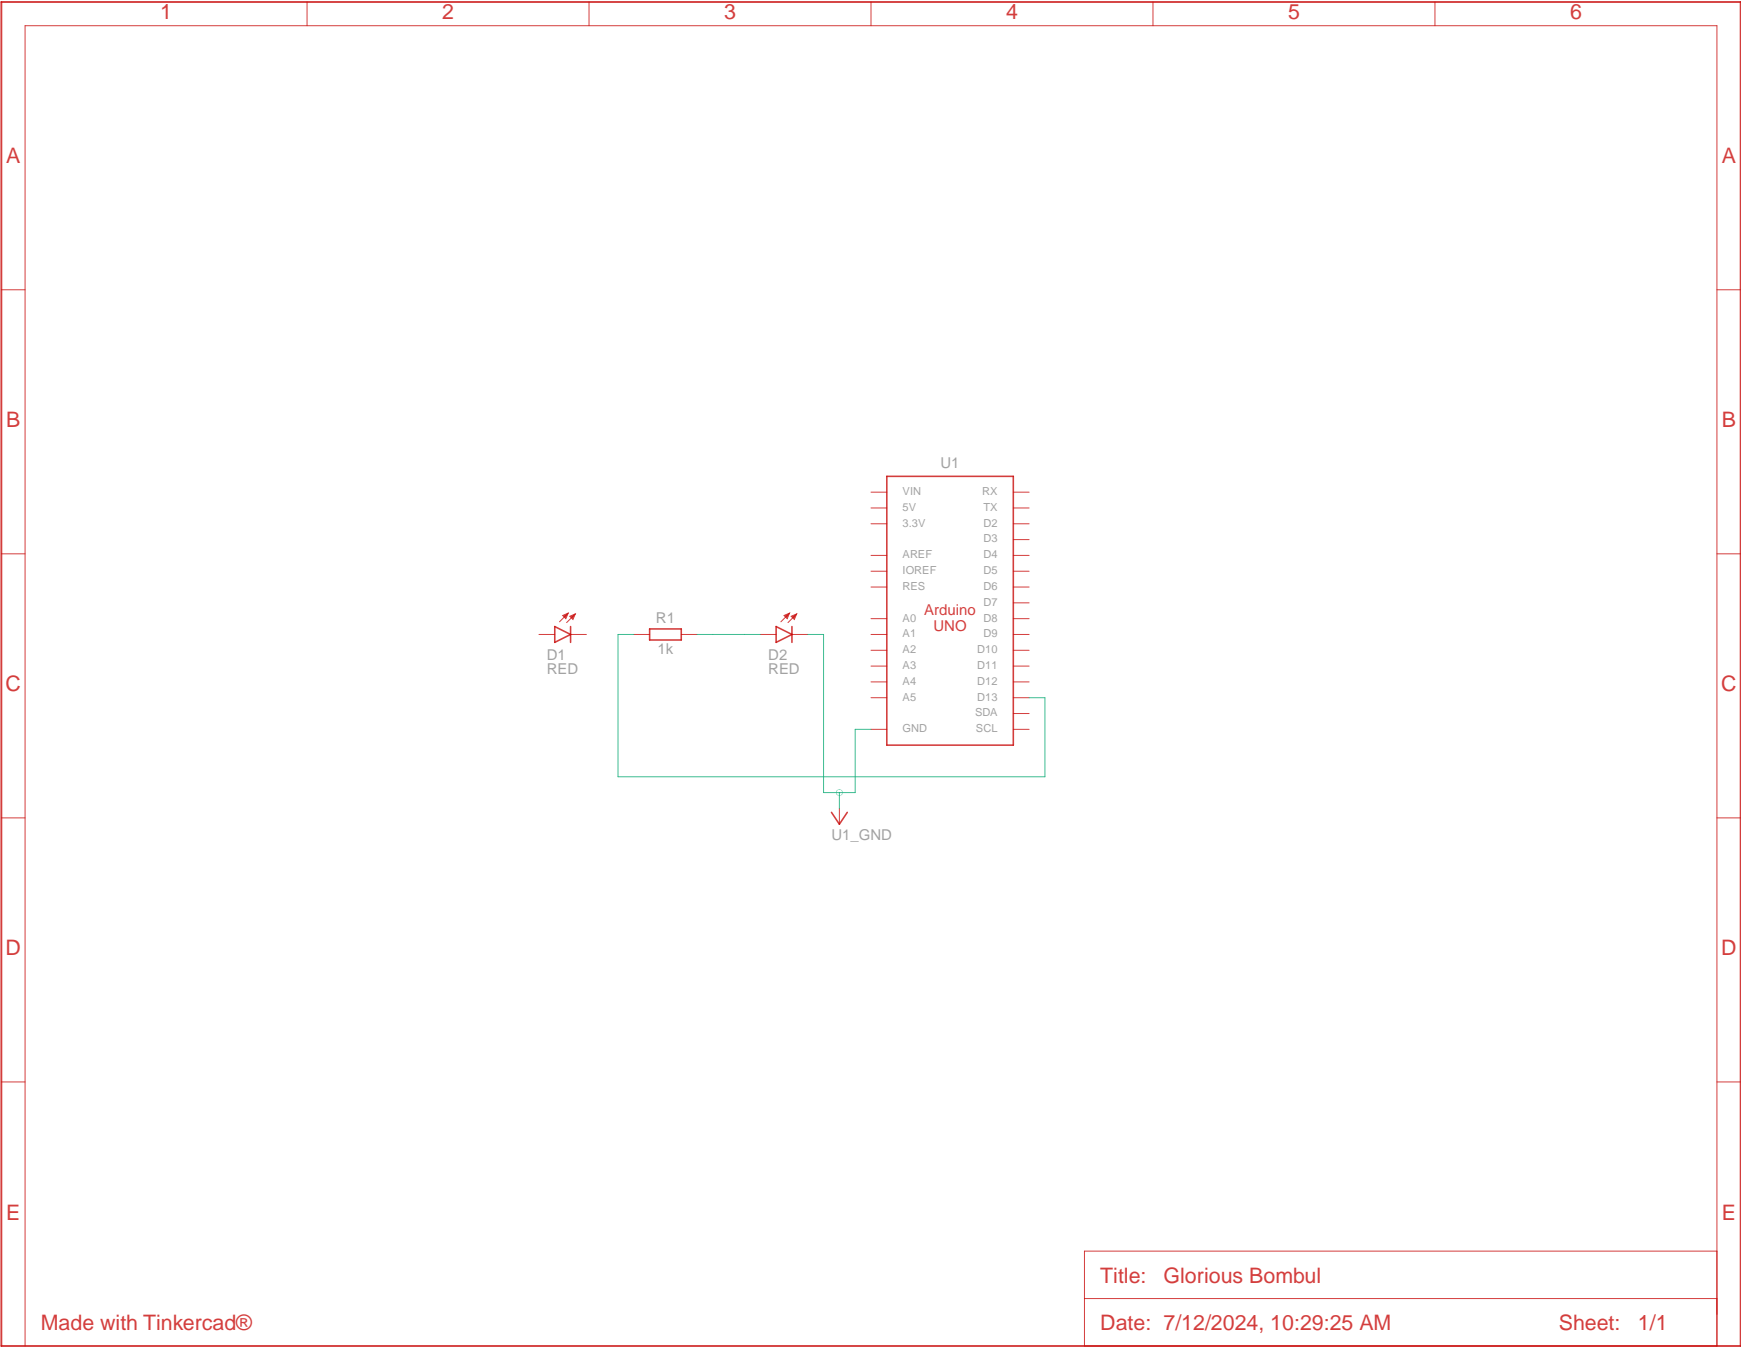 1 2 3 4 5 6
A A
B B
U1
VIN RX
5V TX
3.3V D2
D3
AREF D4
IOREF D5
RES D6
D7
Arduino
UNO
A0 D8
A1 D9
A2 D10
A3 D11
A4 D12
A5 D13
SDA
GND SCL
R1
1k
D1
RED
D2
RED
C C
U1_GND
D D
E E
Title: Glorious Bombul
Date: 7/12/2024, 10:29:25 AM Sheet: 1/1
Made with Tinkercad®